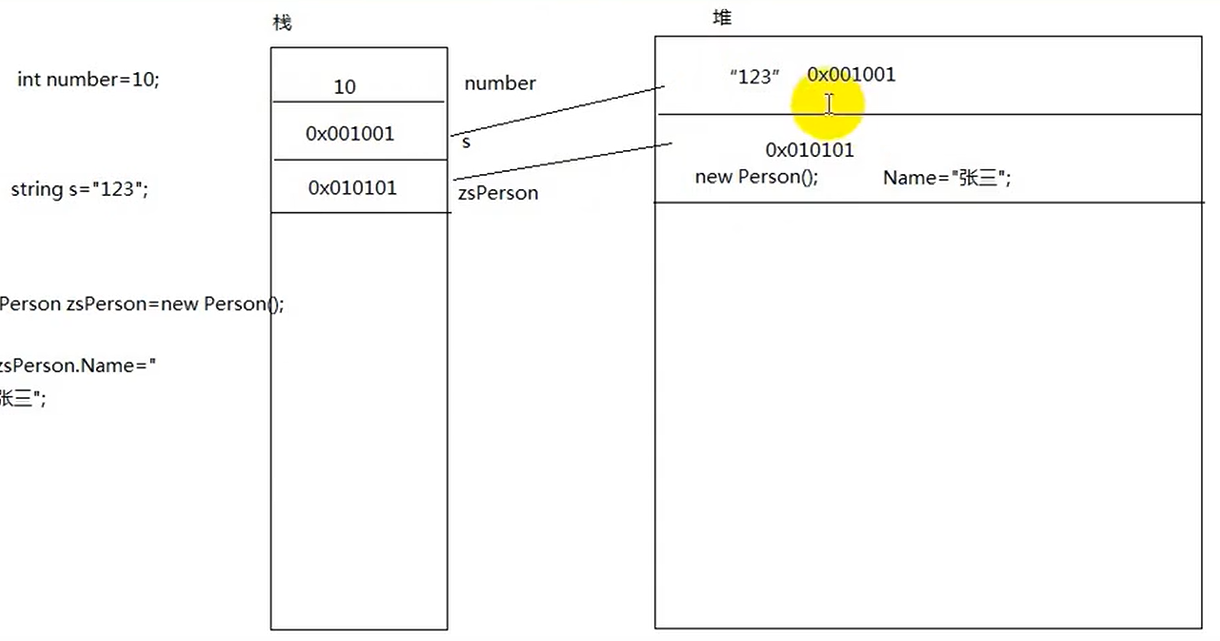 栈
堆
int number=10;
10
number
“123”
0x001001
0x001001
s
0x010101
string s="123";
0x010101
zsPerson
new Person();
Name="张三";
Person zsPerson=new Person();
zsPerson.Name="
张三";